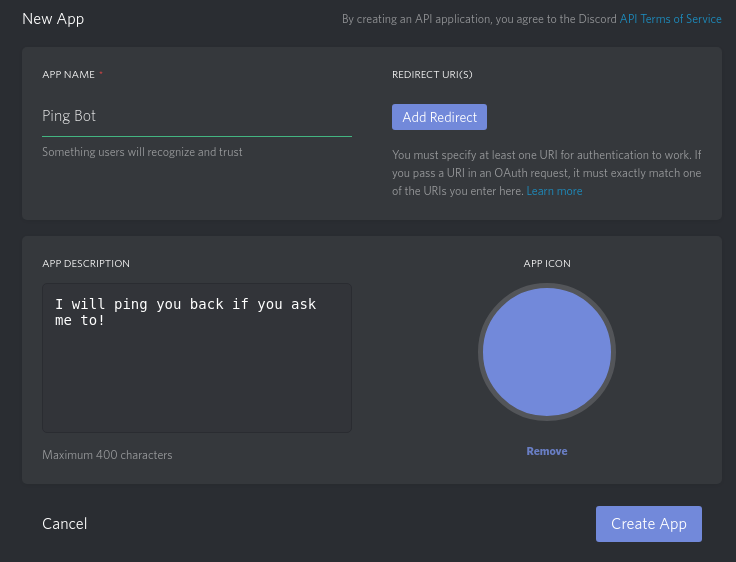 New App
By creating an API application, you agree to the Discord API Terms of Service
APP NAME *
Ping Bot
Something users will recognize and trust
REDIRECT URI(S)
Add Redirect
You must specify at least one URI for authentication to work. If
you pass a URI in an OAuth request, it must exactly match one
of the URIs you enter here. Learn more
APP DESCRIPTION
I will ping you back if you ask
me to!
Maximum 400 characters
APP ICON
Remove
Cancel
Create App